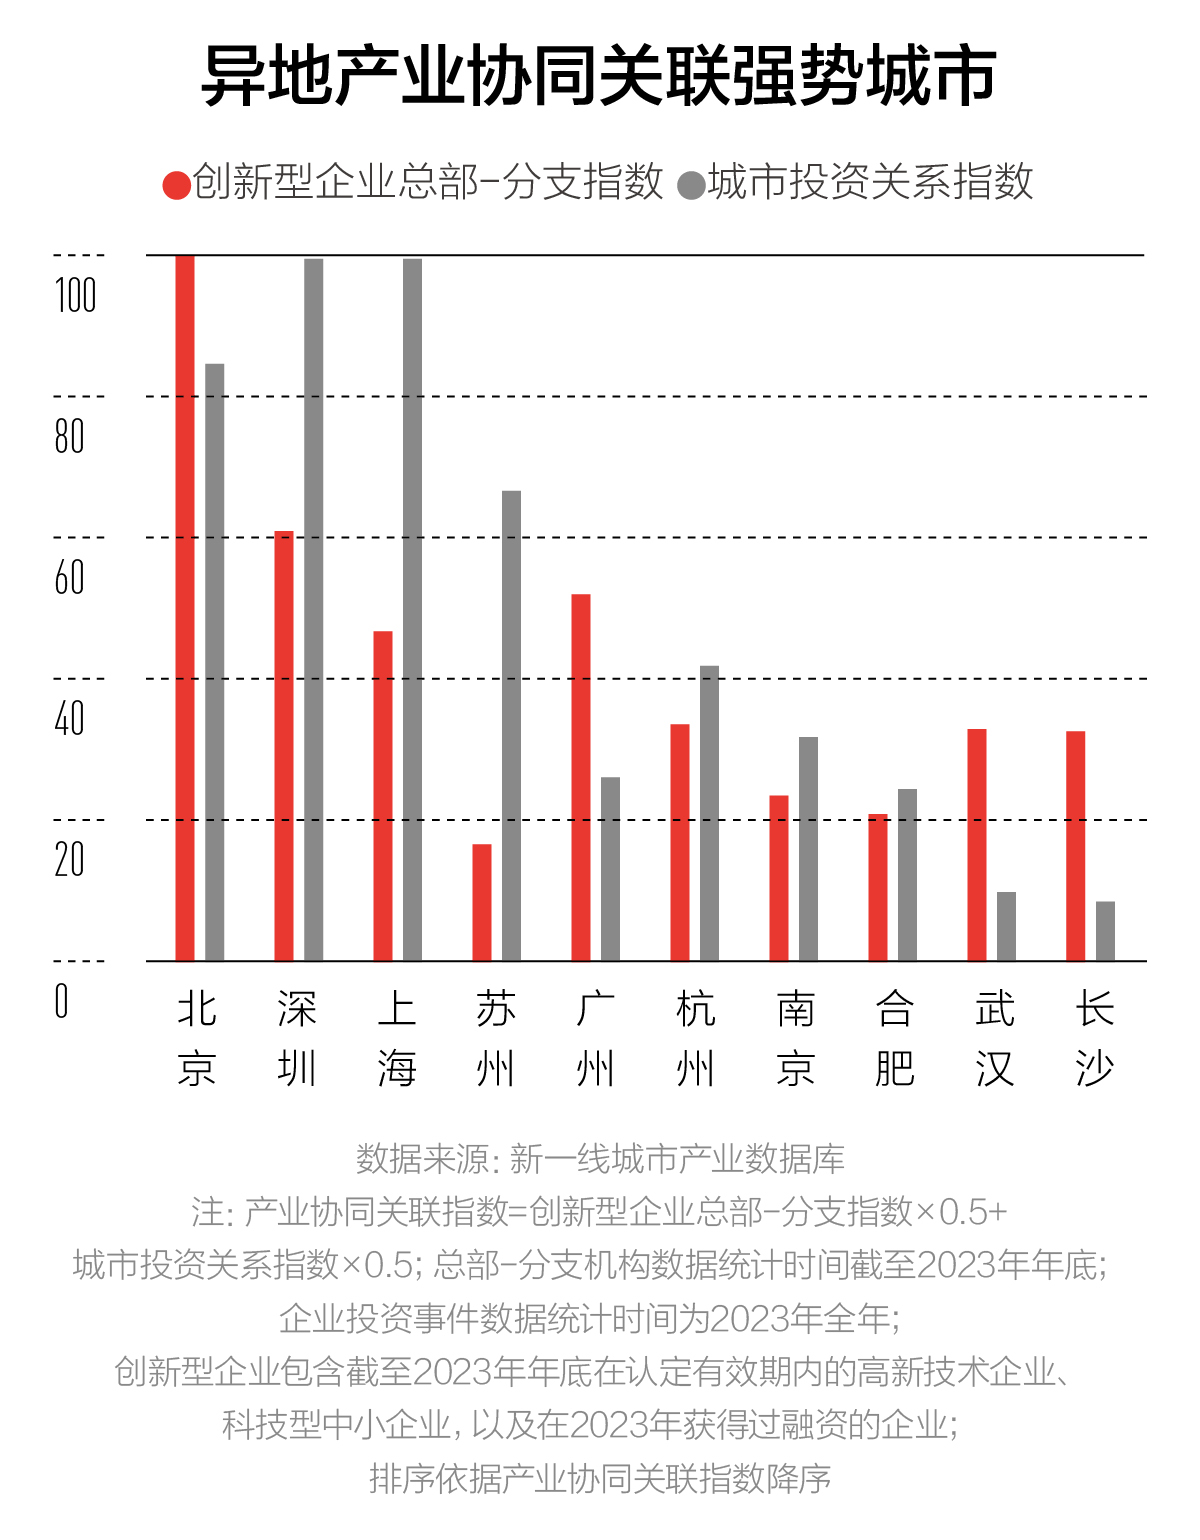 异地产业协同关联强势城市
创新型企业总部-分支指数 城市投资关系指数
100
80
60
40
20
0
北京 深圳 上海 苏州 广州 杭州 南京 合肥 武汉 长沙
数据来源：新一线城市产业数据库
注：产业协同关联指数=创新型企业总部-分支指数×0.5+
城市投资关系指数×0.5；总部-分支机构数据统计时间截至2023年年底；
企业投资事件数据统计时间为2023年全年；
创新型企业包含截至2023年年底在认定有效期内的高新技术企业、
科技型中小企业，以及在2023年获得过融资的企业；
排序依据产业协同关联指数降序